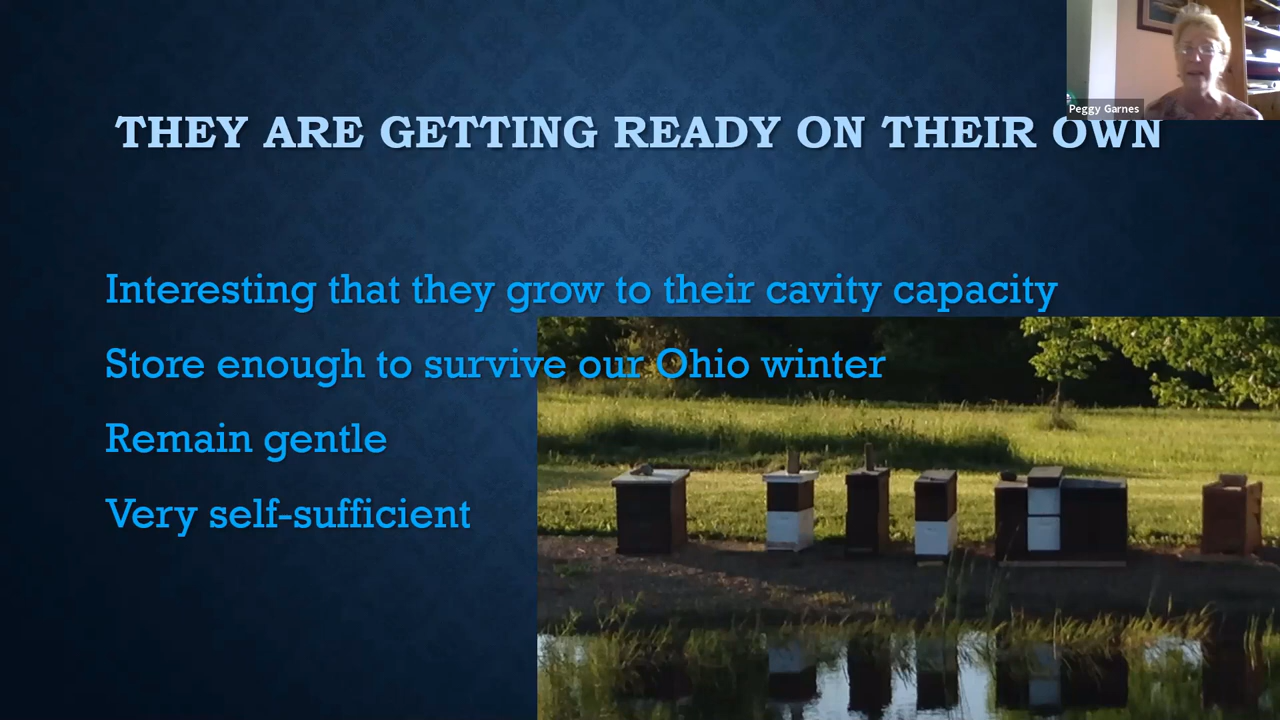 Peggy Garnes
THEY ARE GETTING READY ON THEIR OWN
Interesting that they grow to their cavity capacity
Store enough to survive our Ohio winter
Remain gentle
Very self-sufficient